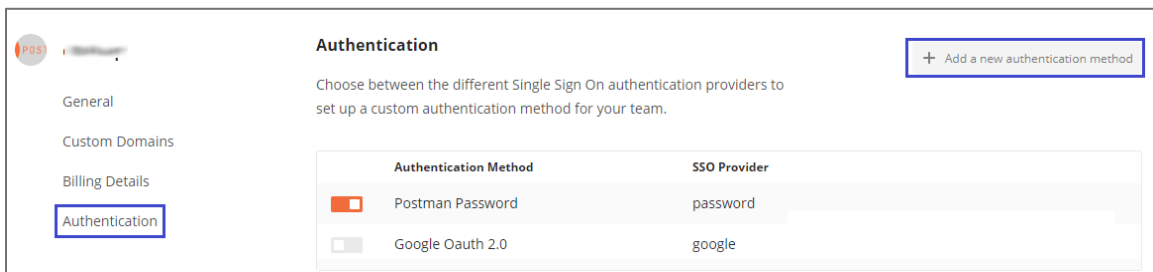 POST
General
Custom Domains
Billing Details
Authentication
Authentication
+ Add a new authentication method
Choose between the different Single Sign On authentication providers to
set up a custom authentication method for your team.
Authentication Method SSO Provider
Postman Password password
Google Oauth 2.0 google